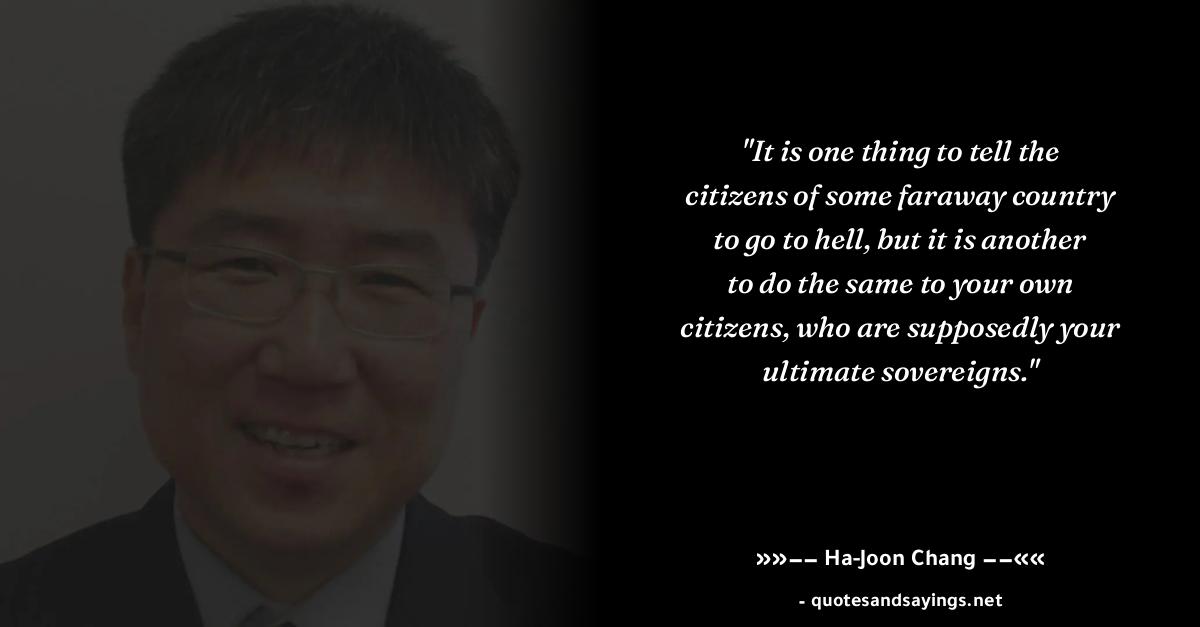 "It is one thing to tell the
citizens of some faraway country
to go to hell, but it is another
to do the same to your own
citizens, who are supposedly your
ultimate sovereigns."
»»–– Ha-Joon Chang ––««
- quotesandsayings.net